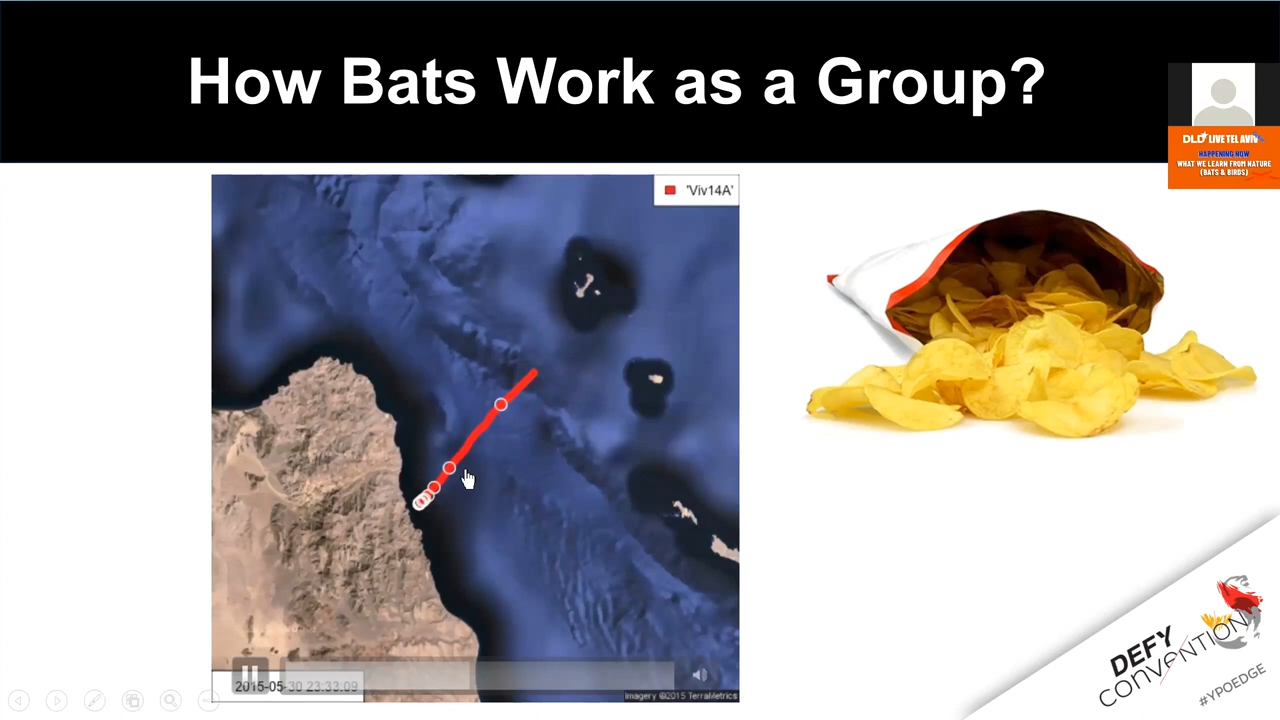 How Bats Work as a Group?
DLD LIVE TEL AVIV
HAPPENING NOW
WHAT WE LEARN FROM NATURE
(BATS & BIRDS)
'Viv14A'
2015-05-30 23:33:09
Imagery ©2015 TerraMetrics
DEFY
CONVENTION
#YPOEDGE